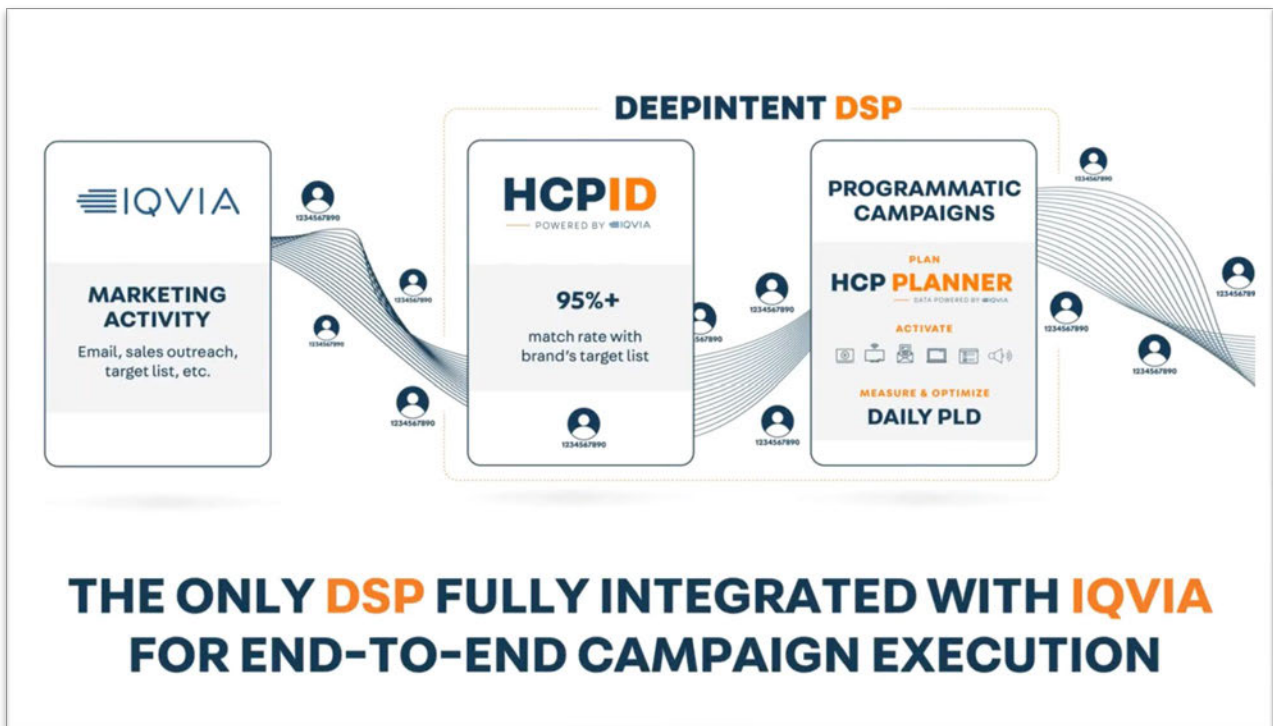 DEEPINTENT DSP
IQVIA
MARKETING
ACTIVITY
Email, sales outreach,
target list, etc.
1234567890
1234567890
1234567890
1234567890
HCPID
POWERED BY IQVIA
95%+
match rate with
brand's target list
1234567890
234567890
1234567890
1234567890
PROGRAMMATIC
CAMPAIGNS
PLAN
HCP PLANNER
DATA POWERED BY IQVIA
ACTIVATE
MEASURE & OPTIMIZE
DAILY PLD
1234567890
1234567890
1234567890
123456789
THE ONLY DSP FULLY INTEGRATED WITH IQVIA
FOR END-TO-END CAMPAIGN EXECUTION